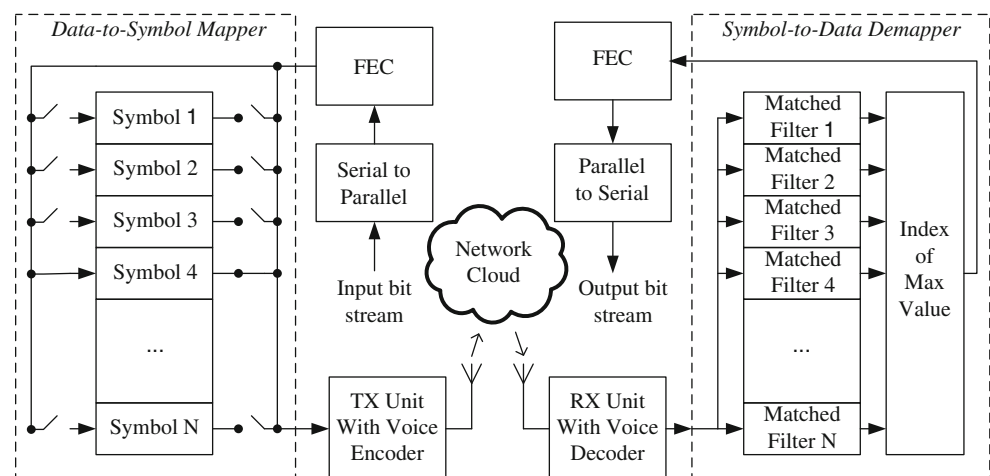 Data-to-Symbol Mapper
Symbol 1
Symbol 2
Symbol 3
Symbol 4
...
Symbol N
FEC
Serial to
Parallel
Input bit
stream
TX Unit
With Voice
Encoder
Network
Cloud
FEC
Parallel
to Serial
Output bit
stream
RX Unit
With Voice
Decoder
Symbol-to-Data Demapper
Matched
Filter 1
Matched
Filter 2
Matched
Filter 3
Matched
Filter 4
...
Matched
Filter N
Index
of
Max
Value